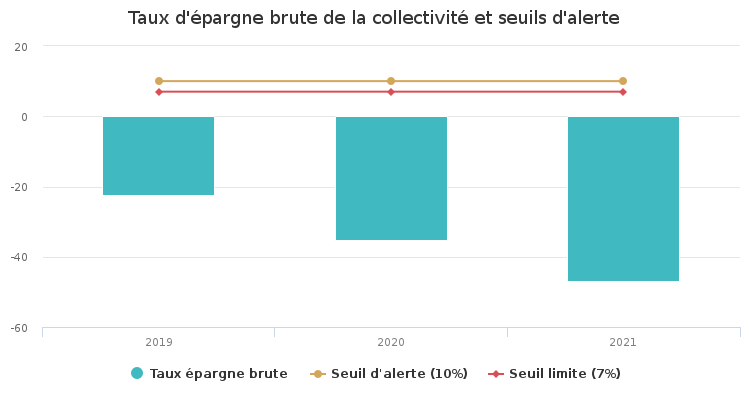 Taux d'épargne brute de la collectivité et seuils d'alerte
20
0
-20
-40
-60
2019 2020 2021
Taux épargne brute Seuil d'alerte (10%) Seuil limite (7%)